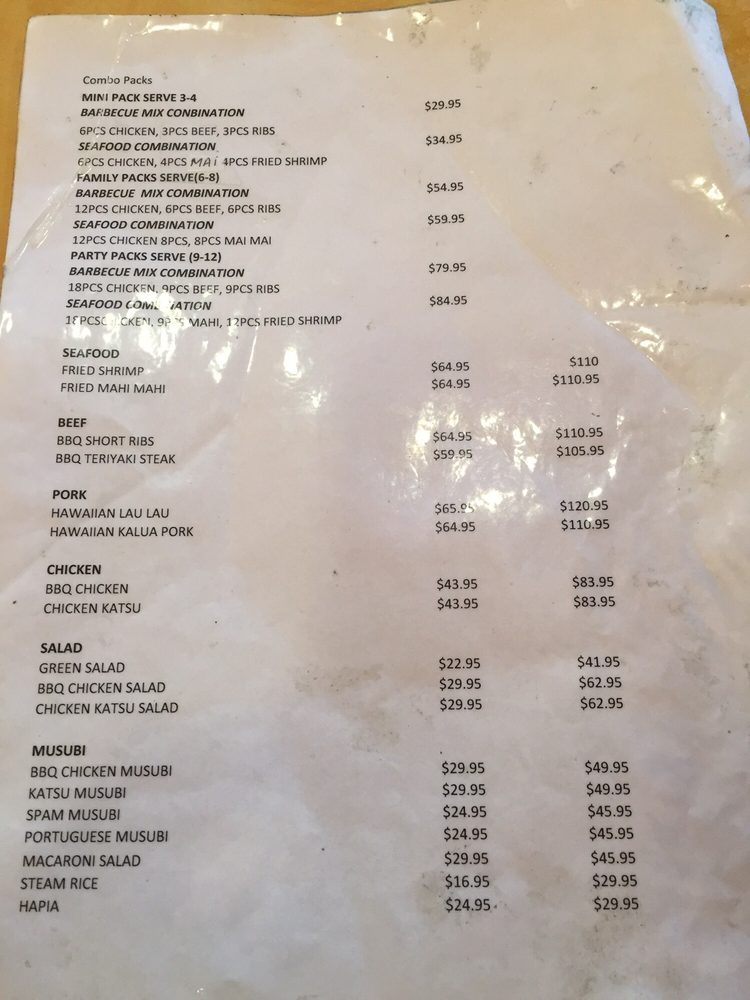 Combo Packs
MINI PACK SERVE 3-4
BARBECUE MIX CONBINATION $29.95
6PCS CHICKEN, 3PCS BEEF, 3PCS RIBS
SEAFOOD COMBINATION $34.95
6PCS CHICKEN, 4PCS MAI 4PCS FRIED SHRIMP
FAMILY PACKS SERVE(6-8)
BARBECUE MIX COMBINATION $54.95
12PCS CHICKEN, 6PCS BEEF, 6PCS RIBS
SEAFOOD COMBINATION $59.95
12PCS CHICKEN 8PCS, 8PCS MAI MAI
PARTY PACKS SERVE (9-12)
BARBECUE MIX COMBINATION $79.95
18PCS CHICKEN, 9PCS BEEF, 9PCS RIBS
SEAFOOD COMBINATION $84.95
18PCS CHICKEN, 9PCS MAHI, 12PCS FRIED SHRIMP
SEAFOOD
FRIED SHRIMP $64.95 $110
FRIED MAHI MAHI $64.95 $110.95
BEEF
BBQ SHORT RIBS $64.95 $110.95
BBQ TERIYAKI STEAK $59.95 $105.95
PORK
HAWAIIAN LAU LAU $65.95 $120.95
HAWAIIAN KALUA PORK $64.95 $110.95
CHICKEN
BBQ CHICKEN $43.95 $83.95
CHICKEN KATSU $43.95 $83.95
SALAD
GREEN SALAD $22.95 $41.95
BBQ CHICKEN SALAD $29.95 $62.95
CHICKEN KATSU SALAD $29.95 $62.95
MUSUBI
BBQ CHICKEN MUSUBI $29.95 $49.95
KATSU MUSUBI $29.95 $49.95
SPAM MUSUBI $24.95 $45.95
PORTUGUESE MUSUBI $24.95 $45.95
MACARONI SALAD $29.95 $45.95
STEAM RICE $16.95 $29.95
HAPIA $24.95 $29.95